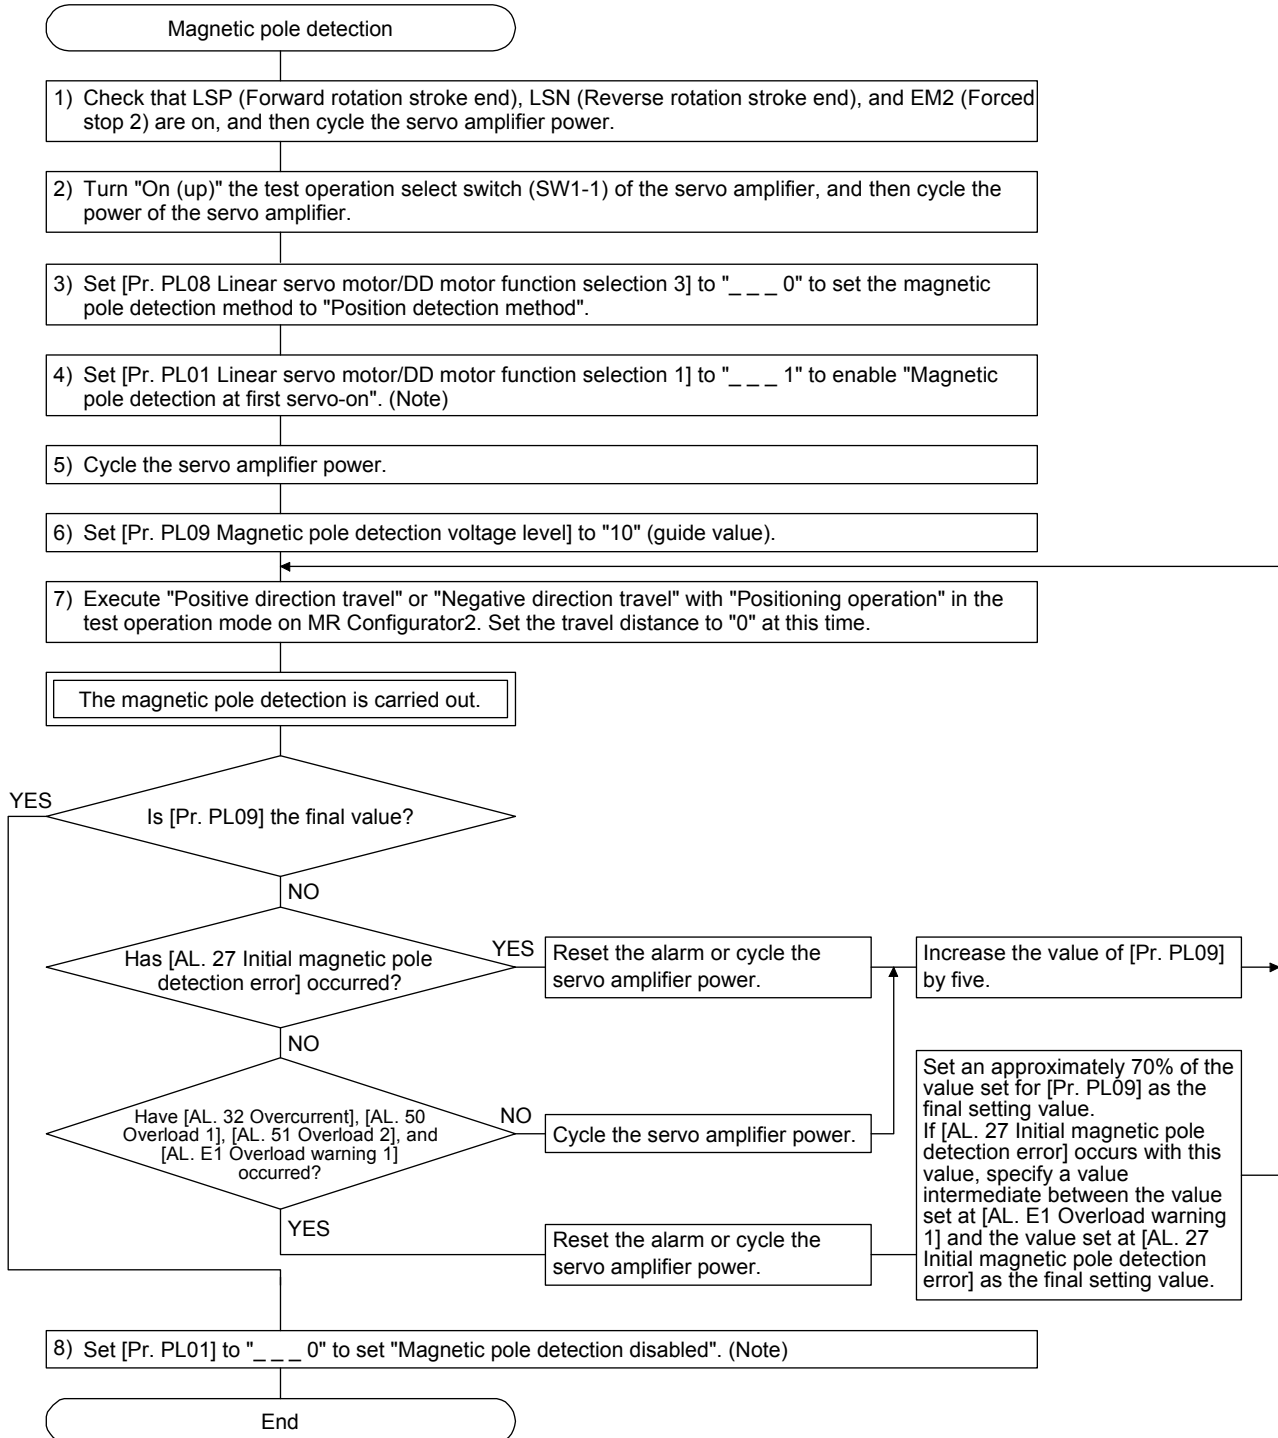 Magnetic pole detection
1) Check that LSP (Forward rotation stroke end), LSN (Reverse rotation stroke end), and EM2 (Forced
stop 2) are on, and then cycle the servo amplifier power.
2) Turn "On (up)" the test operation select switch (SW1-1) of the servo amplifier, and then cycle the
power of the servo amplifier.
3) Set [Pr. PL08 Linear servo motor/DD motor function selection 3] to "_ _ _ 0" to set the magnetic
pole detection method to "Position detection method".
4) Set [Pr. PL01 Linear servo motor/DD motor function selection 1] to "_ _ _ 1" to enable "Magnetic
pole detection at first servo-on". (Note)
5) Cycle the servo amplifier power.
6) Set [Pr. PL09 Magnetic pole detection voltage level] to "10" (guide value).
7) Execute "Positive direction travel" or "Negative direction travel" with "Positioning operation" in the
test operation mode on MR Configurator2. Set the travel distance to "0" at this time.
The magnetic pole detection is carried out.
YES
Is [Pr. PL09] the final value?
NO
Has [AL. 27 Initial magnetic pole
detection error] occurred?
YES
Reset the alarm or cycle the
servo amplifier power.
Increase the value of [Pr. PL09]
by five.
NO
Have [AL. 32 Overcurrent], [AL. 50
Overload 1], [AL. 51 Overload 2], and
[AL. E1 Overload warning 1]
occurred?
NO
Cycle the servo amplifier power.
YES
Reset the alarm or cycle the
servo amplifier power.
Set an approximately 70% of the
value set for [Pr. PL09] as the
final setting value.
If [AL. 27 Initial magnetic pole
detection error] occurs with this
value, specify a value
intermediate between the value
set at [AL. E1 Overload warning
1] and the value set at [AL. 27
Initial magnetic pole detection
error] as the final setting value.
8) Set [Pr. PL01] to "_ _ _ 0" to set "Magnetic pole detection disabled". (Note)
End